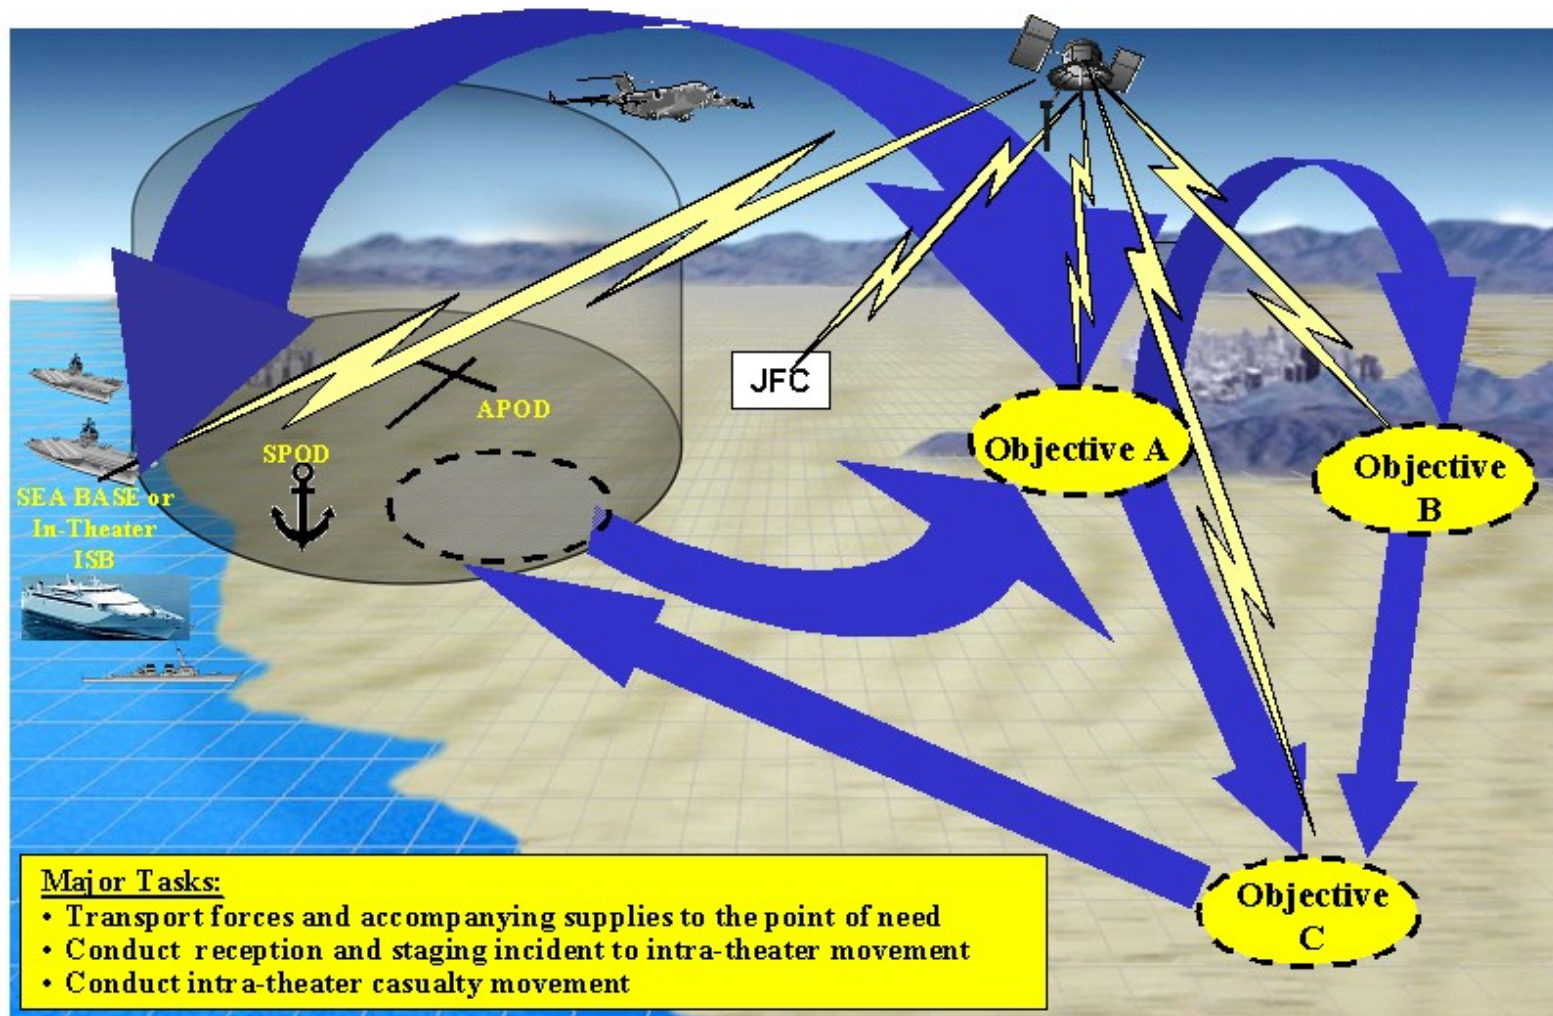 JFC
APOD
SPOD
SEA BASE or
In-Theater
ISB
Objective A
Objective
B
Objective
C
Major Tasks:
• Transport forces and accompanying supplies to the point of need
• Conduct reception and staging incident to intra-theater movement
• Conduct intra-theater casualty movement